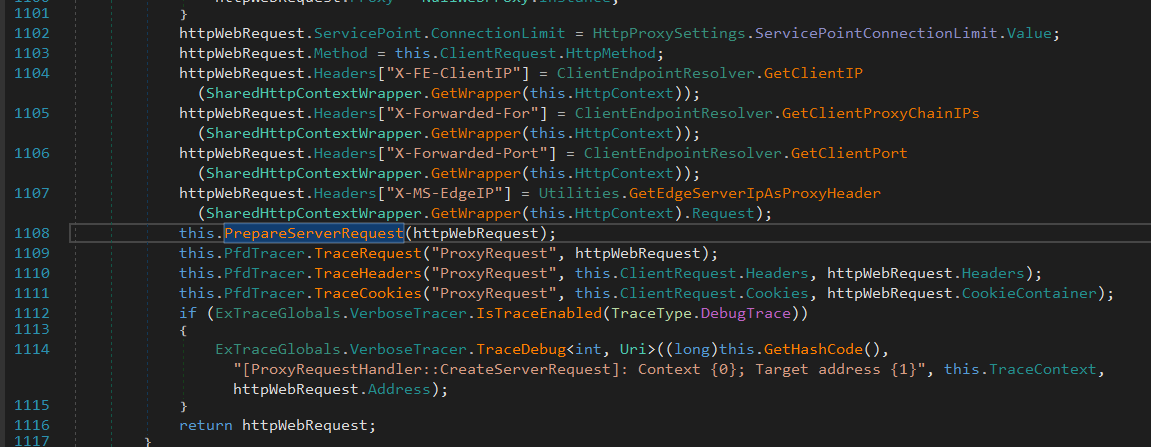 1100 httpWebRequest.Proxy = NullWebProxy.Instance;
1101 }
1102 httpWebRequest.ServicePoint.ConnectionLimit = HttpProxySettings.ServicePointConnectionLimit.Value;
1103 httpWebRequest.Method = this.ClientRequest.HttpMethod;
1104 httpWebRequest.Headers["X-FE-ClientIP"] = ClientEndpointResolver.GetClientIP
(SharedHttpContextWrapper.GetWrapper(this.HttpContext));
1105 httpWebRequest.Headers["X-Forwarded-For"] = ClientEndpointResolver.GetClientProxyChainIPs
(SharedHttpContextWrapper.GetWrapper(this.HttpContext));
1106 httpWebRequest.Headers["X-Forwarded-Port"] = ClientEndpointResolver.GetClientPort
(SharedHttpContextWrapper.GetWrapper(this.HttpContext));
1107 httpWebRequest.Headers["X-MS-EdgeIP"] = Utilities.GetEdgeServerIpAsProxyHeader
(SharedHttpContextWrapper.GetWrapper(this.HttpContext).Request);
1108 this.PrepareServerRequest(httpWebRequest);
1109 this.PfdTracer.TraceRequest("ProxyRequest", httpWebRequest);
1110 this.PfdTracer.TraceHeaders("ProxyRequest", this.ClientRequest.Headers, httpWebRequest.Headers);
1111 this.PfdTracer.TraceCookies("ProxyRequest", this.ClientRequest.Cookies, httpWebRequest.CookieContainer);
1112 if (ExTraceGlobals.VerboseTracer.IsTraceEnabled(TraceType.DebugTrace))
1113 {
1114 ExTraceGlobals.VerboseTracer.TraceDebug<int, Uri>((long)this.GetHashCode(),
"[ProxyRequestHandler::CreateServerRequest]: Context {0}; Target address {1}", this.TraceContext,
httpWebRequest.Address);
1115 }
1116 return httpWebRequest;
1117 }